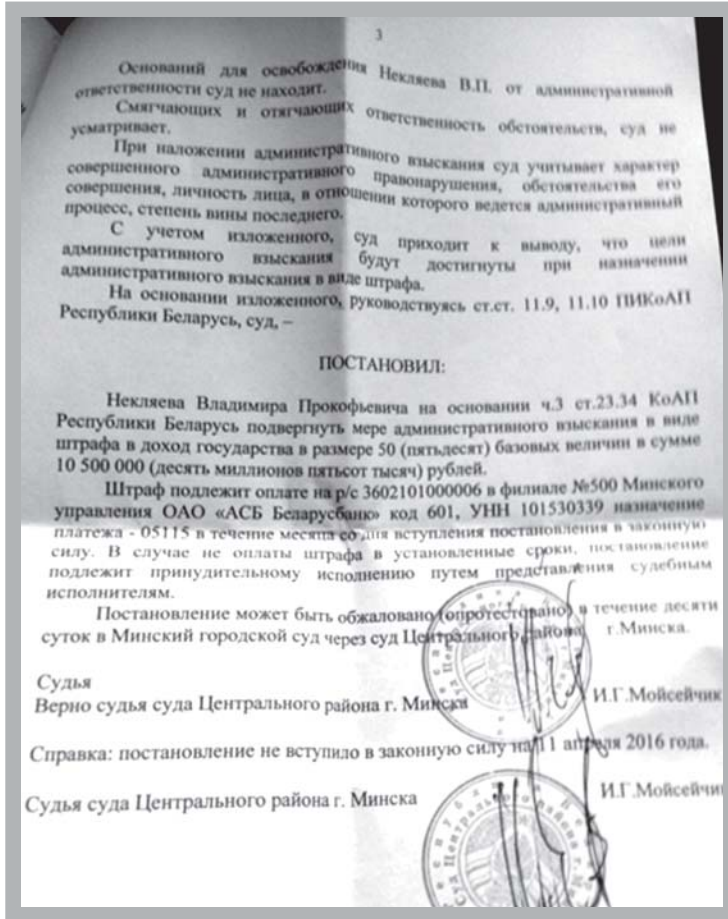 3
Оснований для освобождения Некляева В.П. от административной
ответственности суд не находит.
Смягчающих и отягчающих ответственность обстоятельств, суд не
усматривает.
При наложении административного взыскания суд учитывает характер
совершенного административного правонарушения, обстоятельства его
совершения, личность лица, в отношении которого ведется административный
процесс, степень вины последнего.
С учетом изложенного, суд приходит к выводу, что цели
административного взыскания будут достигнуты при назначении
административного взыскания в виде штрафа.
На основании изложенного, руководствуясь ст.ст. 11.9, 11.10 ПИКоАП
Республики Беларусь, суд, –
ПОСТАНОВИЛ:
Некляева Владимира Прокофьевича на основании ч.3 ст.23.34 КоАП
Республики Беларусь подвергнуть мере административного взыскания в виде
штрафа в доход государства в размере 50 (пятьдесят) базовых величин в сумме
10 500 000 (десять миллионов пятьсот тысяч) рублей.
Штраф подлежит оплате на р/с 3602101000006 в филиале №500 Минского
управления ОАО «АСБ Беларусбанк» код 601, УНН 101530339 назначение
платежа - 05115 в течение месяца со дня вступления постановления в законную
силу. В случае не оплаты штрафа в установленные сроки, постановление
подлежит принудительному исполнению путем представления судебным
исполнителям.
Постановление может быть обжаловано (опротестовано) в течение десяти
суток в Минский городской суд через суд Центрального района г.Минска.
Судья
Верно судья суда Центрального района г. Минска И.Г.Мойсейчик
Справка: постановление не вступило в законную силу на 11 апреля 2016 года.
Судья суда Центрального района г. Минска И.Г.Мойсейчи